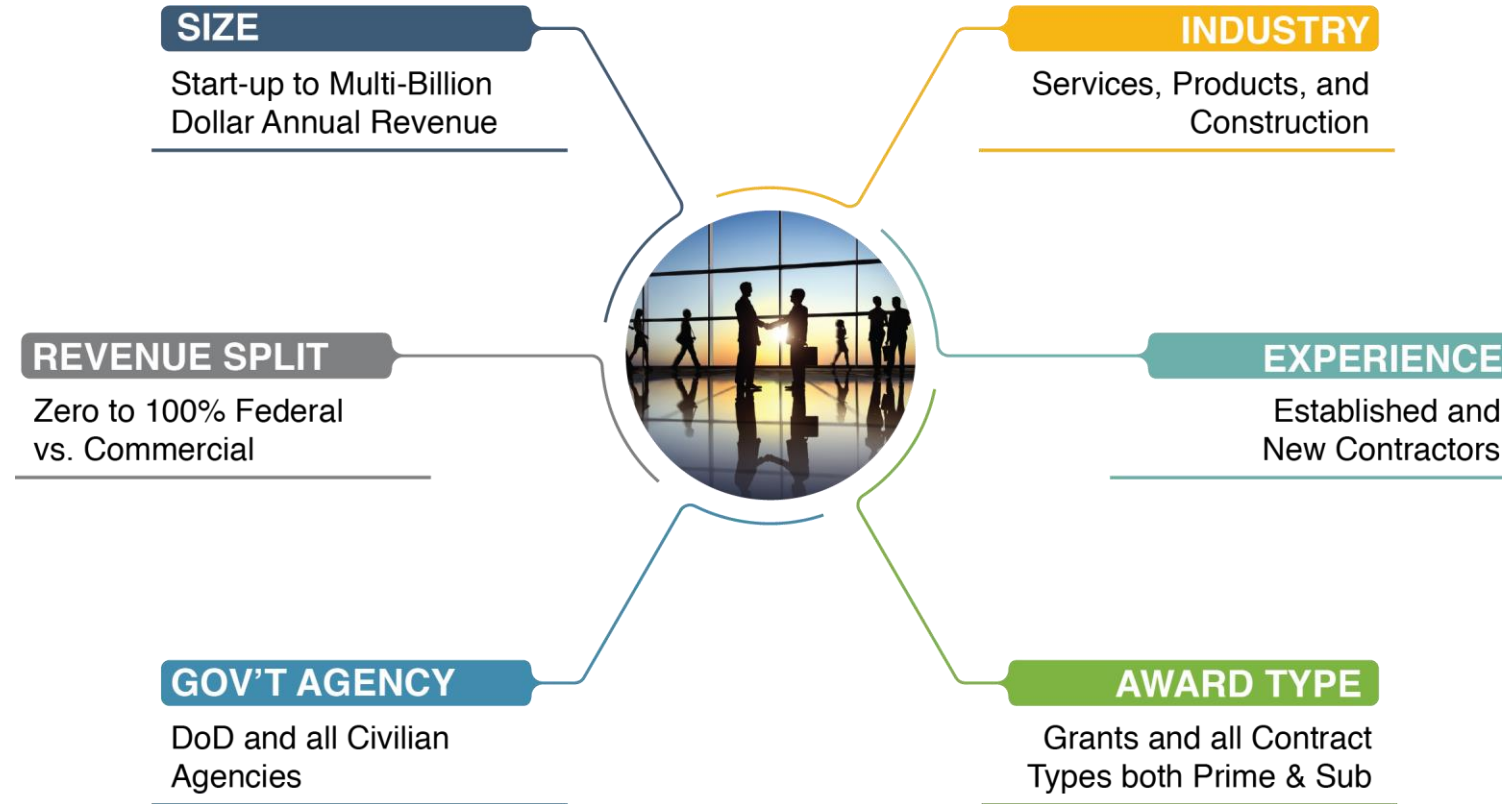 SIZE
Start-up to Multi-Billion
Dollar Annual Revenue
INDUSTRY
Services, Products, and
Construction
REVENUE SPLIT
Zero to 100% Federal
vs. Commercial
EXPERIENCE
Established and
New Contractors
GOV’T AGENCY
DoD and all Civilian
Agencies
AWARD TYPE
Grants and all Contract
Types both Prime & Sub